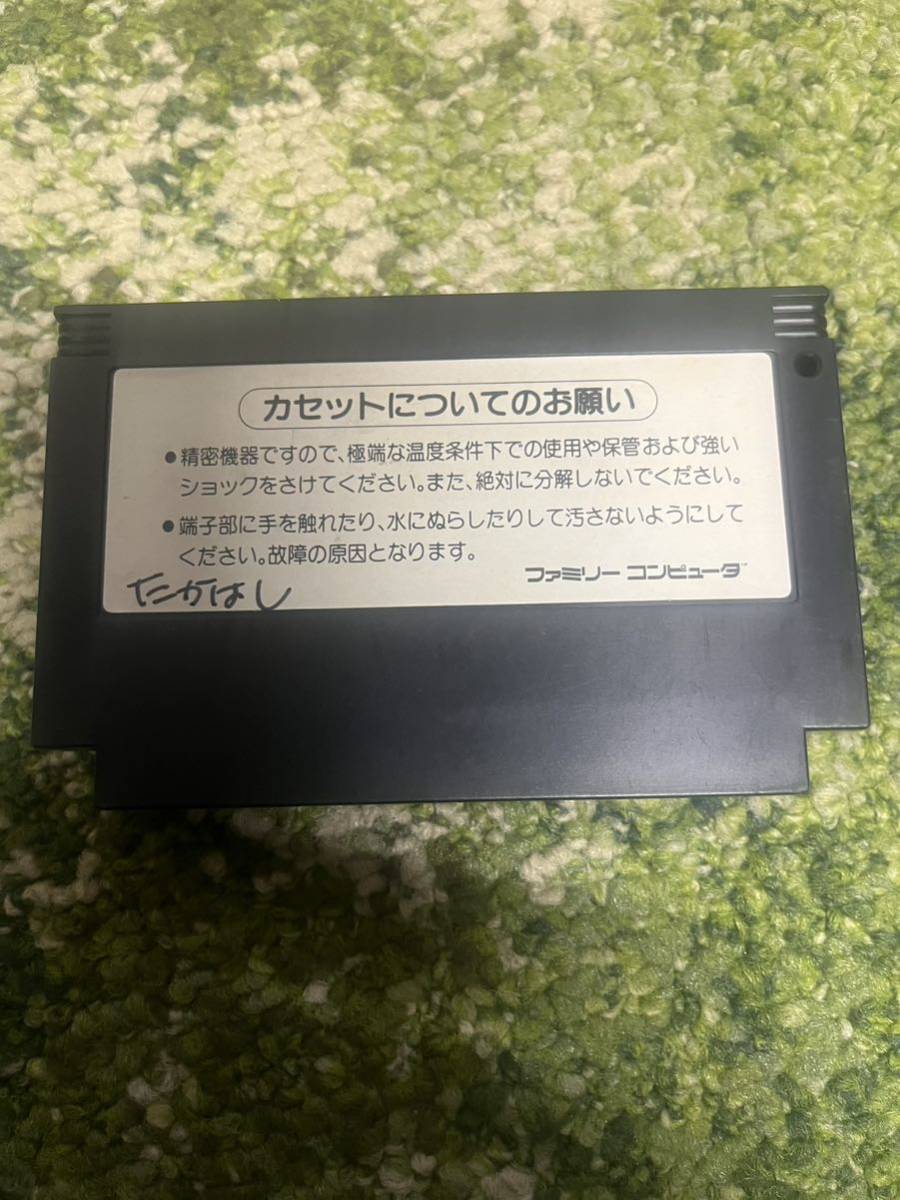 カセットについてのお願い
●精密機器ですので、極端な温度条件下での使用や保管および強い
ショックをさけてください。また、絶対に分解しないでください。
●端子部に手を触れたり、水にぬらしたりして汚さないようにして
ください。故障の原因となります。
ファミリー コンピュータ™
たかはし